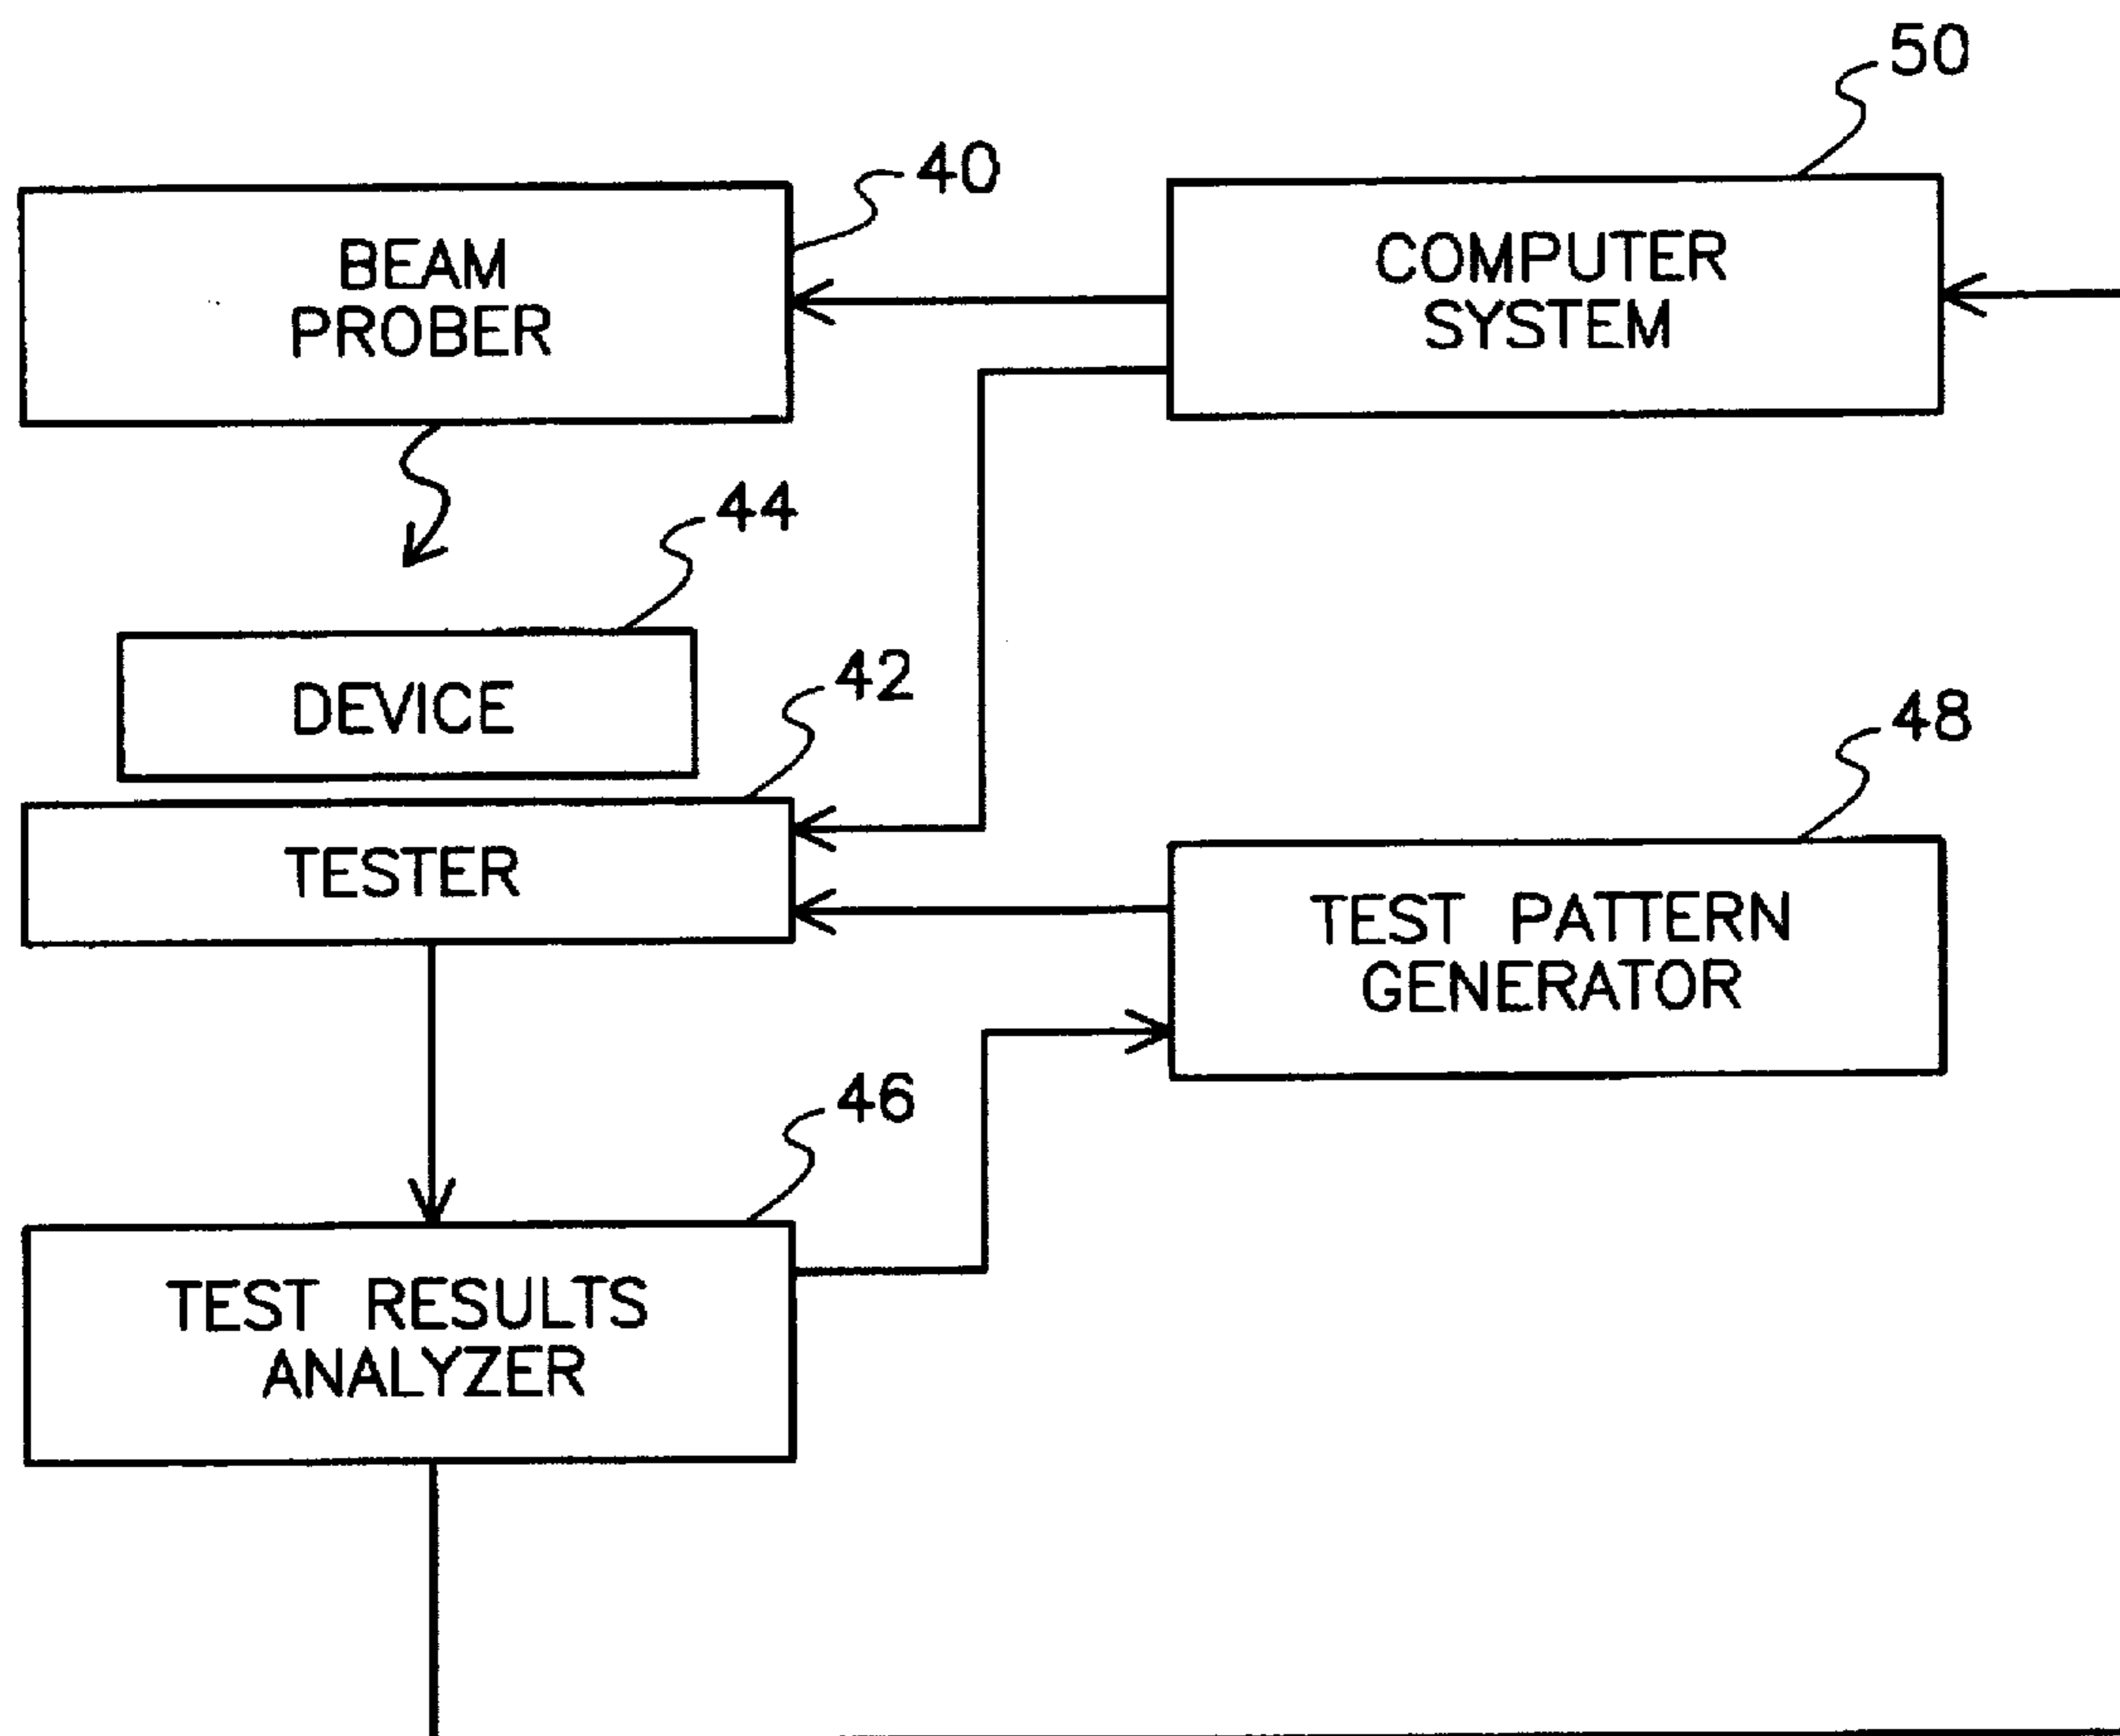 50
40
BEAM
PROBER
COMPUTER
SYSTEM
44
DEVICE
42
48
TESTER
TEST PATTERN
GENERATOR
46
TEST RESULTS
ANALYZER